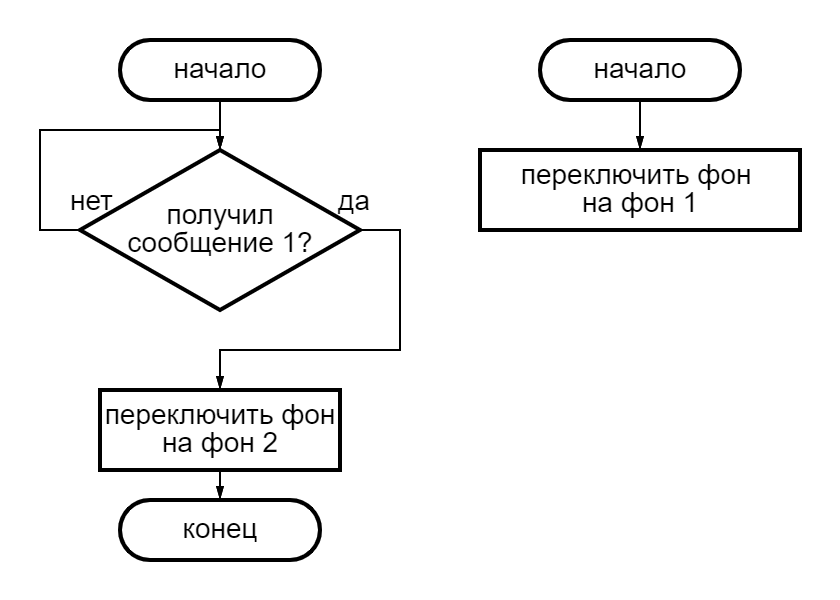 начало
нет
да
получил
сообщение 1?
переключить фон
на фон 2
конец
начало
переключить фон
на фон 1